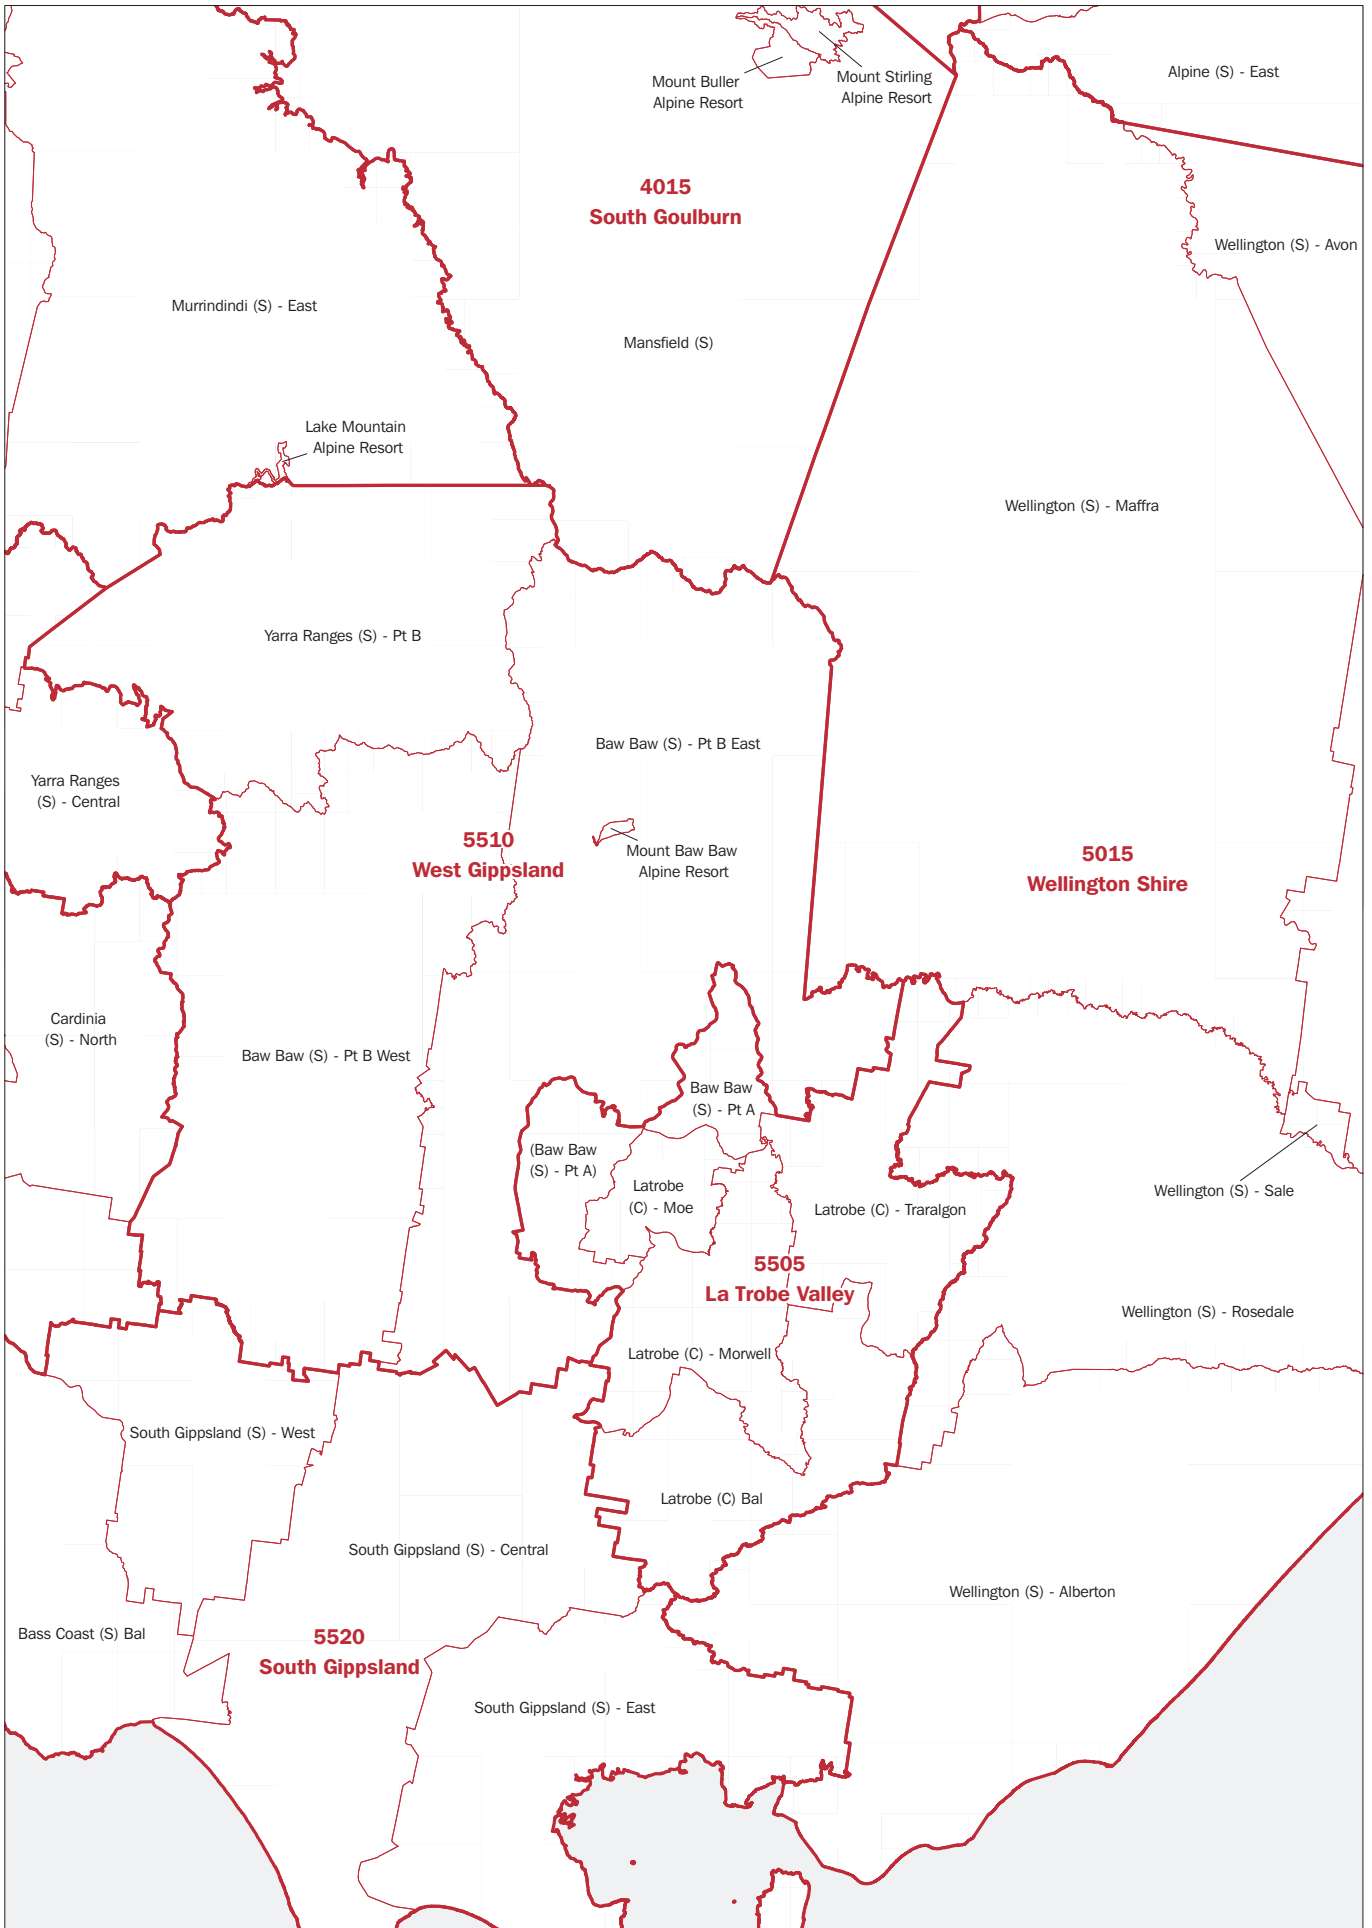 Mount Buller
Alpine Resort
Mount Stirling
Alpine Resort
Alpine (S) - East
4015
South Goulburn
Wellington (S) - Avon
Murrindindi (S) - East
Mansfield (S)
Lake Mountain
Alpine Resort
Wellington (S) - Maffra
Yarra Ranges (S) - Pt B
Baw Baw (S) - Pt B East
Yarra Ranges
(S) - Central
5510
West Gippsland
Mount Baw Baw
Alpine Resort
5015
Wellington Shire
Cardinia
(S) - North
Baw Baw (S) - Pt B West
Baw Baw
(S) - Pt A
(Baw Baw
(S) - Pt A)
Latrobe
(C) - Moe
Wellington (S) - Sale
Latrobe (C) - Traralgon
5505
La Trobe Valley
Wellington (S) - Rosedale
Latrobe (C) - Morwell
South Gippsland (S) - West
Latrobe (C) Bal
South Gippsland (S) - Central
Wellington (S) - Alberton
Bass Coast (S) Bal
5520
South Gippsland
South Gippsland (S) - East